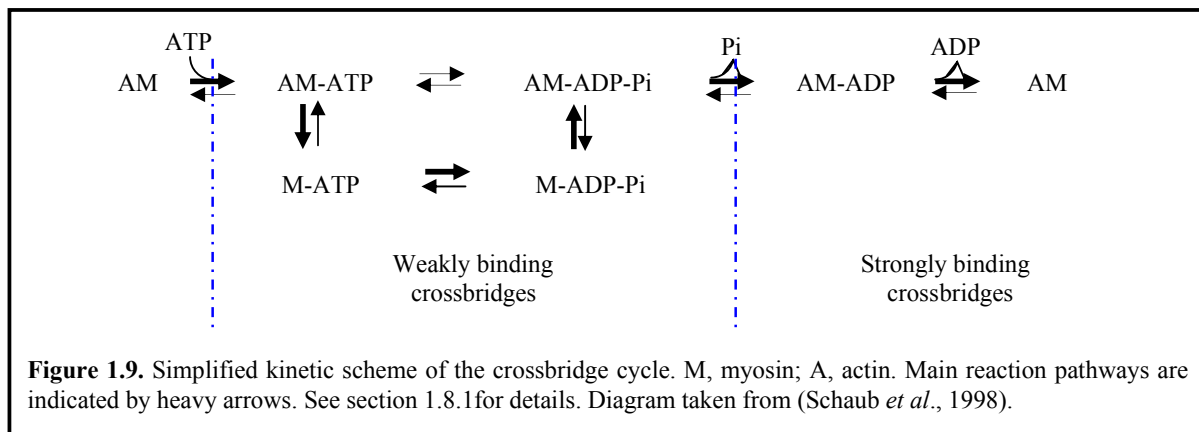 ATP Pi ADP
AM AM-ATP AM-ADP-Pi AM-ADP AM
M-ATP M-ADP-Pi
Weakly binding
crossbridges
Strongly binding
crossbridges
Figure 1.9. Simplified kinetic scheme of the crossbridge cycle. M, myosin; A, actin. Main reaction pathways are
indicated by heavy arrows. See section 1.8.1for details. Diagram taken from (Schaub et al., 1998).